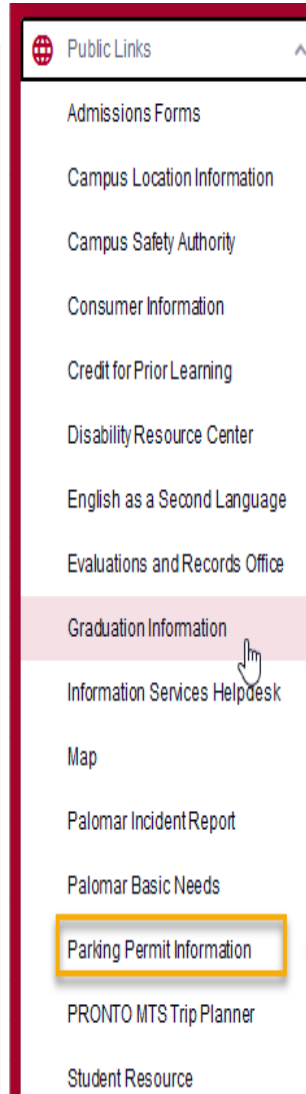 Public Links
Admissions Forms
Campus Location Information
Campus Safety Authority
Consumer Information
Credit for Prior Learning
Disability Resource Center
English as a Second Language
Evaluations and Records Office
Graduation Information
Information Services Helpdesk
Map
Palomar Incident Report
Palomar Basic Needs
Parking Permit Information
PRONTO MTS Trip Planner
Student Resource